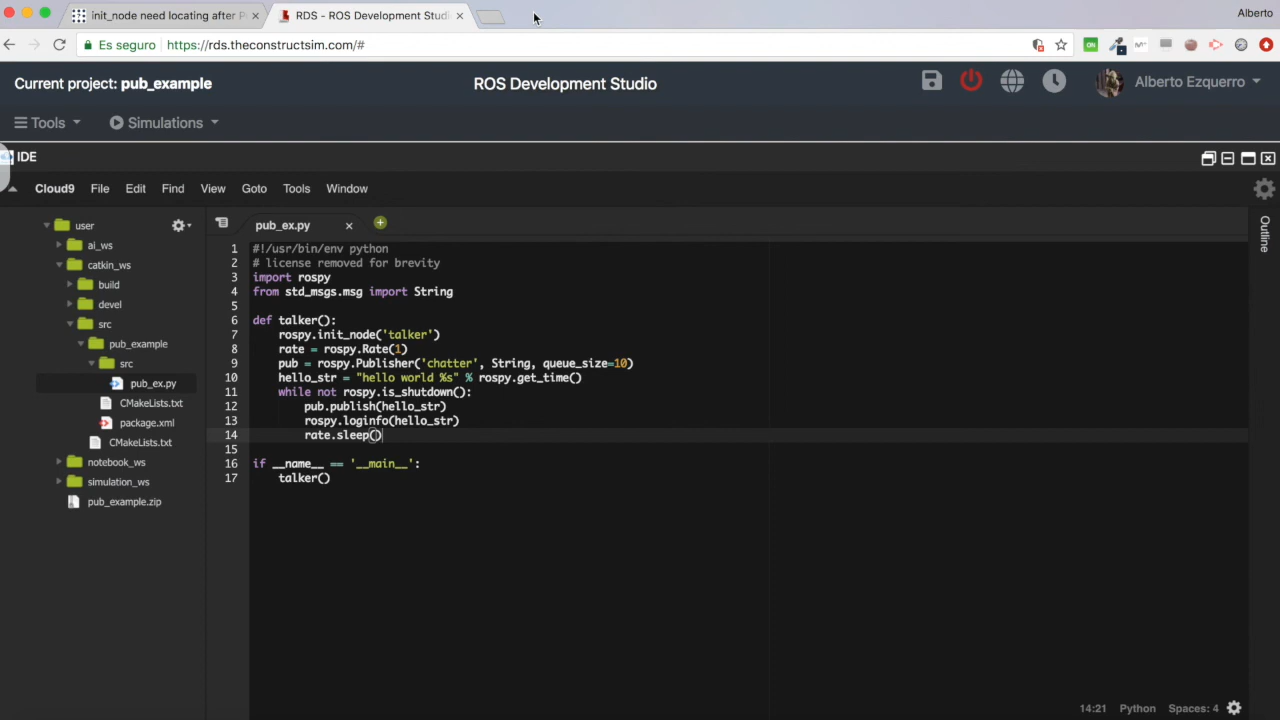 init_node need locating after P
RDS - ROS Development Studi
Alberto
Es seguro
https://rds.theconstructsim.com/#
ON
Current project: pub_example
ROS Development Studio
Alberto Ezquerro
Tools
Simulations
IDE
Cloud9 File Edit Find View Goto Tools Window
user
ai_ws
catkin_ws
build
devel
src
pub_example
src
pub_ex.py
CMakeLists.txt
package.xml
CMakeLists.txt
notebook_ws
simulation_ws
pub_example.zip
pub_ex.py
1 #!/usr/bin/env python
2 # license removed for brevity
3 import rospy
4 from std_msgs.msg import String
5
6 def talker():
7     rospy.init_node('talker')
8     rate = rospy.Rate(1)
9     pub = rospy.Publisher('chatter', String, queue_size=10)
10     hello_str = "hello world %s" % rospy.get_time()
11     while not rospy.is_shutdown():
12         pub.publish(hello_str)
13         rospy.loginfo(hello_str)
14         rate.sleep()
15
16 if __name__ == '__main__':
17     talker()
Outline
14:21 Python Spaces: 4